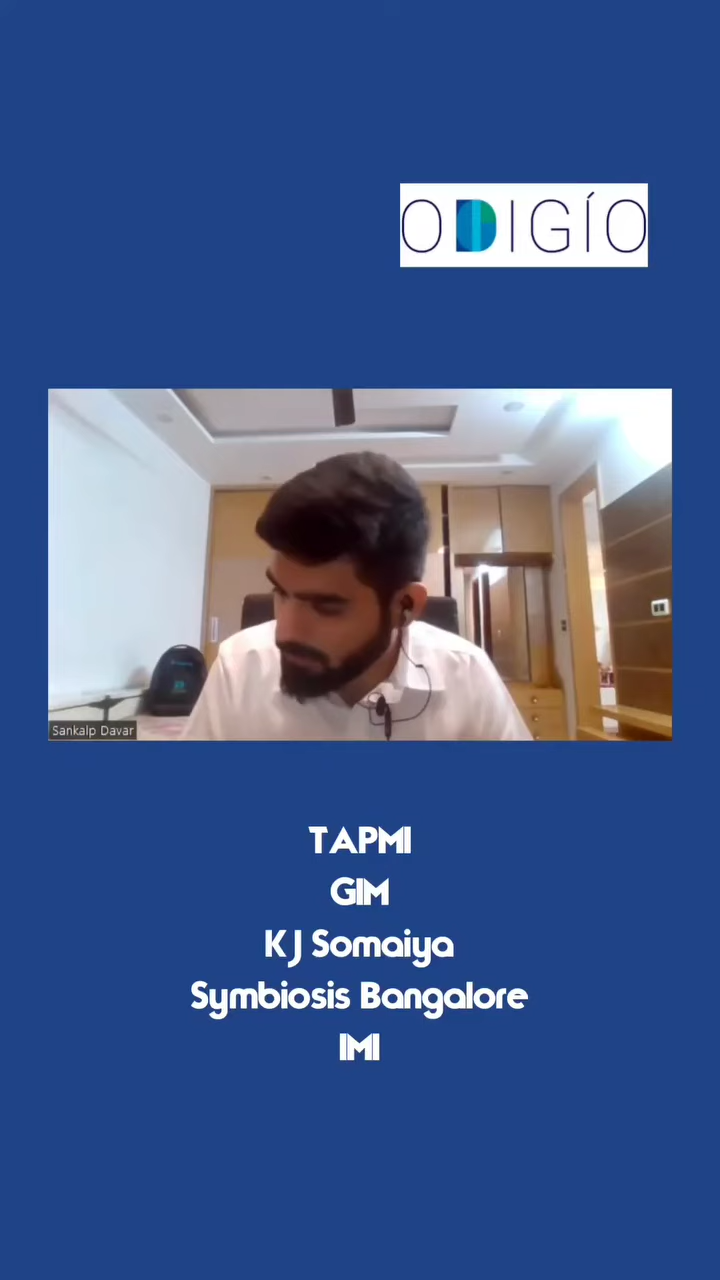 ODIGÍO
Sankalp Davar
TAPMI
GIM
K J Somaiya
Symbiosis Bangalore
IMI